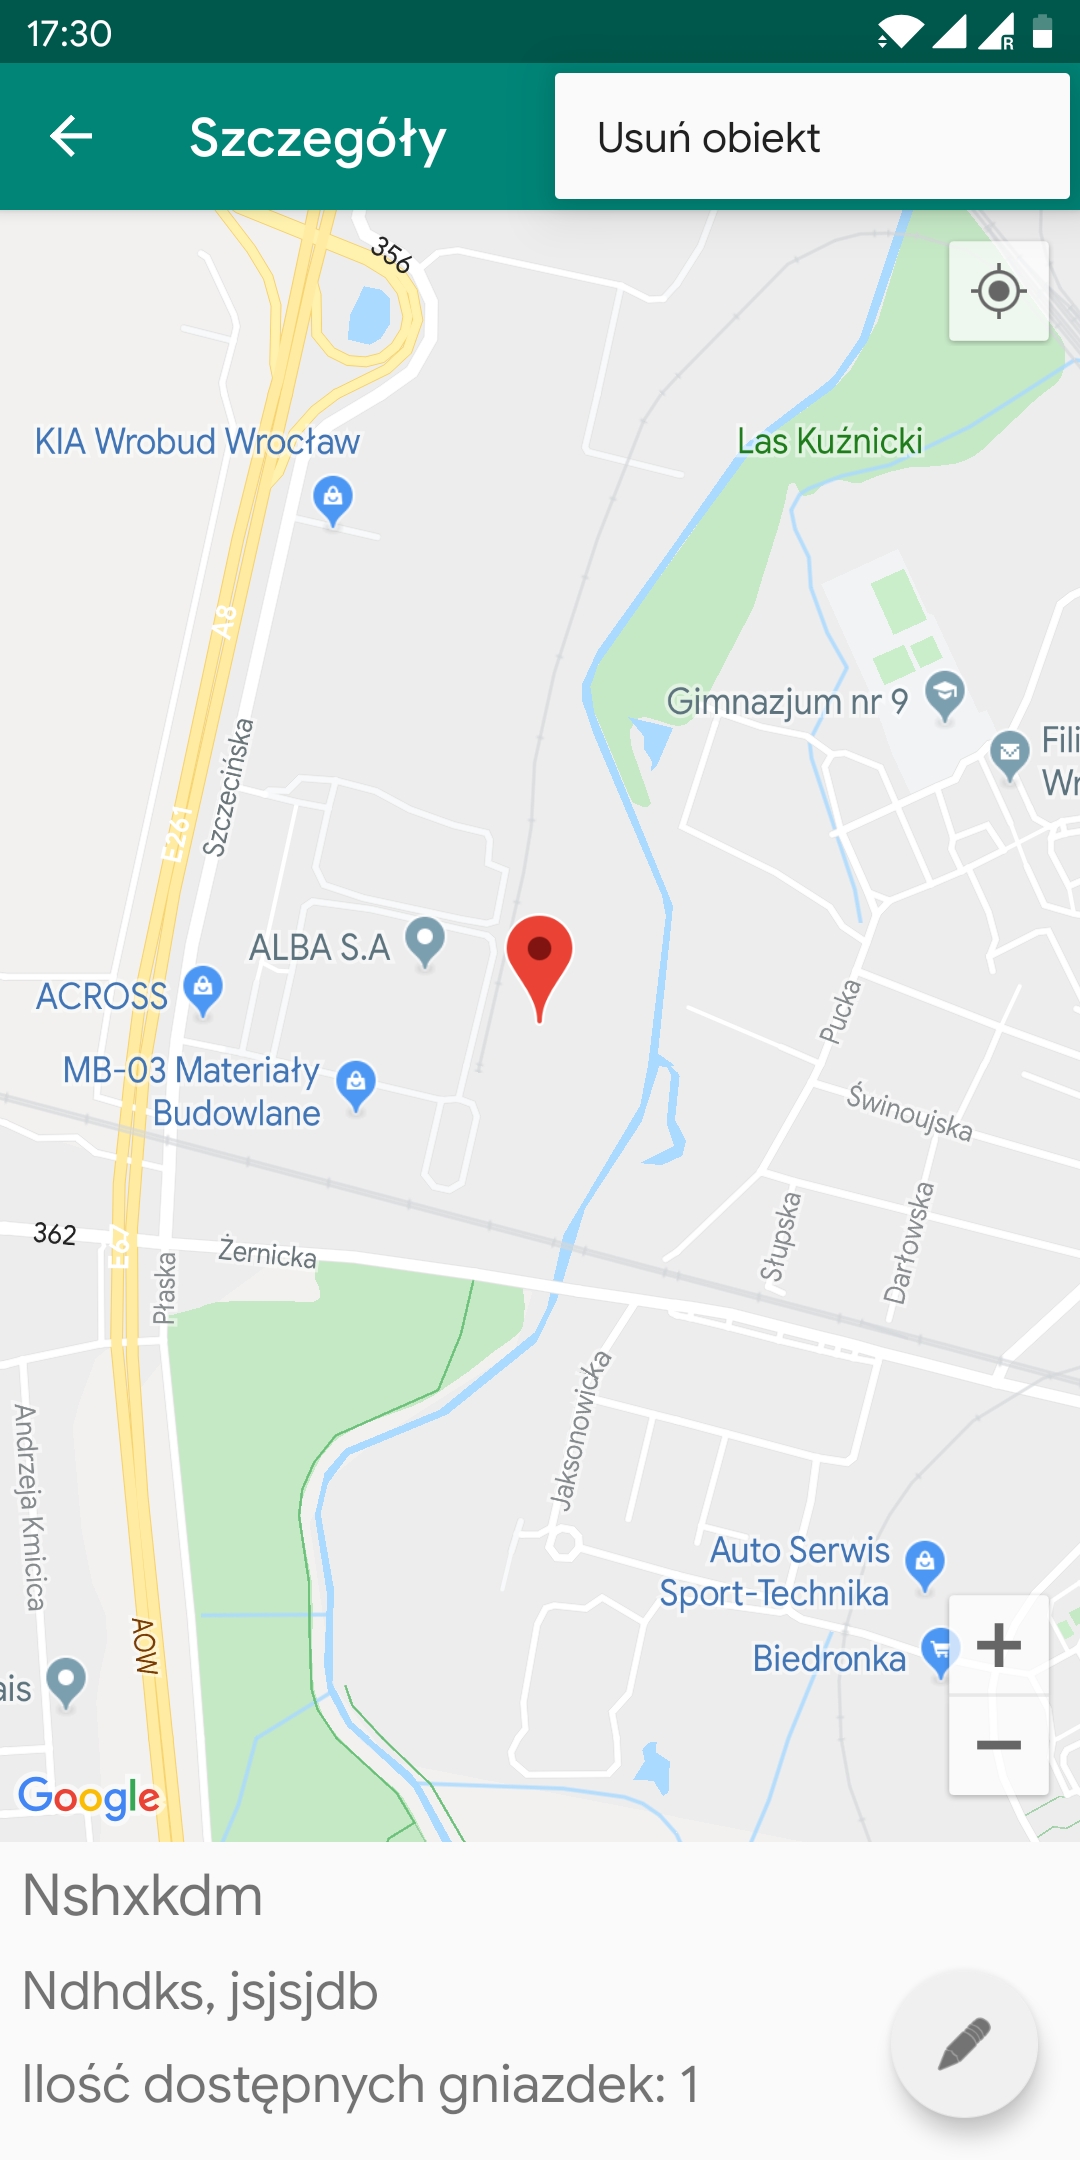 17:30
R
Szczegóły
Usuń obiekt
356
KIA Wrobud Wrocław
Las Kuźnicki
A8
Gimnazjum nr 9
Fili
Wr
Szczecińska
E261
ALBA S.A
ACROSS
Pucka
MB-03 Materiały
Budowlane
Świnoujska
362
E67
Żernicka
Płaska
Słupska
Darłowska
Jaksonowicka
Andrzeja Kmicica
Auto Serwis
Sport-Technika
AOW
Biedronka
ais
Google
Nshxkdm
Ndhdks, jsjsjdb
Ilość dostępnych gniazdek: 1